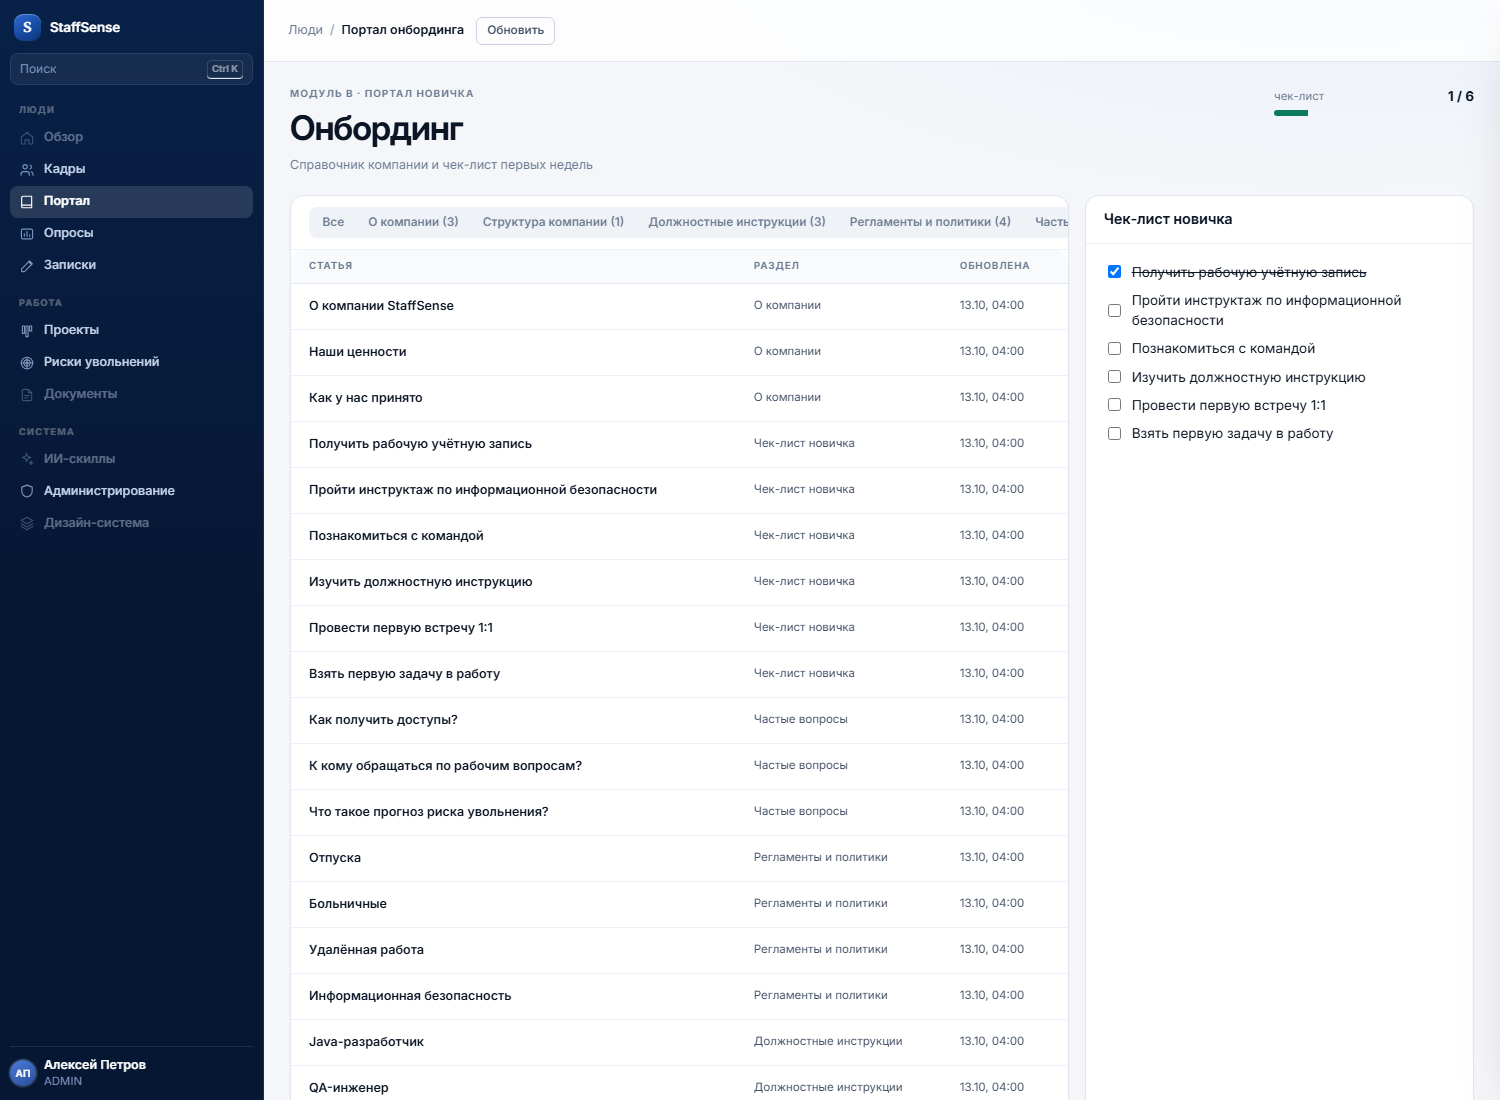 S StaffSense
Поиск Ctrl K
ЛЮДИ
Обзор
Кадры
Портал
Опросы
Записки
РАБОТА
Проекты
Риски увольнений
Документы
СИСТЕМА
ИИ-скиллы
Администрирование
Дизайн-система
АП Алексей Петров
ADMIN
Люди / Портал онбординга Обновить
МОДУЛЬ B · ПОРТАЛ НОВИЧКА
Онбординг
Справочник компании и чек-лист первых недель
чек-лист 1 / 6
Все О компании (3) Структура компании (1) Должностные инструкции (3) Регламенты и политики (4) Часть
СТАТЬЯ РАЗДЕЛ ОБНОВЛЕНА
О компании StaffSense О компании 13.10, 04:00
Наши ценности О компании 13.10, 04:00
Как у нас принято О компании 13.10, 04:00
Получить рабочую учётную запись Чек-лист новичка 13.10, 04:00
Пройти инструктаж по информационной безопасности Чек-лист новичка 13.10, 04:00
Познакомиться с командой Чек-лист новичка 13.10, 04:00
Изучить должностную инструкцию Чек-лист новичка 13.10, 04:00
Провести первую встречу 1:1 Чек-лист новичка 13.10, 04:00
Взять первую задачу в работу Чек-лист новичка 13.10, 04:00
Как получить доступы? Частые вопросы 13.10, 04:00
К кому обращаться по рабочим вопросам? Частые вопросы 13.10, 04:00
Что такое прогноз риска увольнения? Частые вопросы 13.10, 04:00
Отпуска Регламенты и политики 13.10, 04:00
Больничные Регламенты и политики 13.10, 04:00
Удалённая работа Регламенты и политики 13.10, 04:00
Информационная безопасность Регламенты и политики 13.10, 04:00
Java-разработчик Должностные инструкции 13.10, 04:00
QA-инженер Должностные инструкции 13.10, 04:00
Чек-лист новичка
Получить рабочую учётную запись
Пройти инструктаж по информационной
безопасности
Познакомиться с командой
Изучить должностную инструкцию
Провести первую встречу 1:1
Взять первую задачу в работу